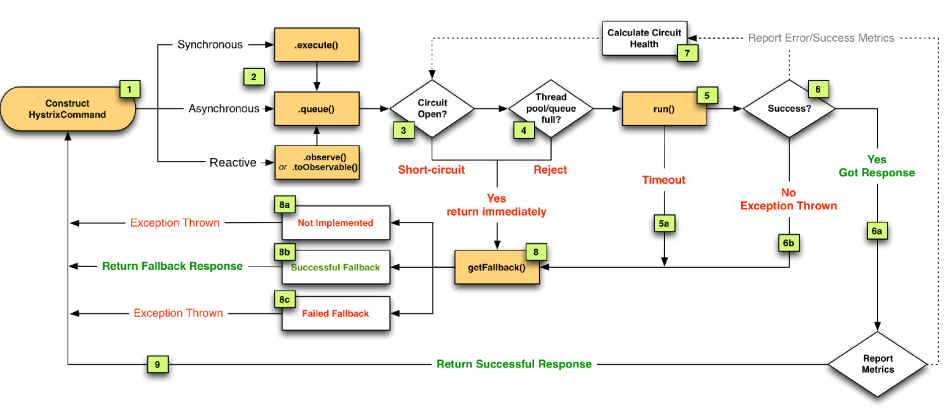 Calculate Circuit
Health
7
Report Error/Success Metrics
Synchronous
.execute()
1
2
Construct
HystrixCommand
Asynchronous
.queue()
Circuit
Open?
3
Thread
pool/queue
full?
4
run()
5
Success?
6
Reactive
.observe()
or .toObservable()
Short-circuit
Reject
Timeout
Yes
Got Response
Yes
return immediately
No
Exception Thrown
8a
Exception Thrown
Not Implemented
5a
6b
6a
8b
Return Fallback Response
Successful Fallback
getFallback()
8
8c
Exception Thrown
Failed Fallback
9
Return Successful Response
Report
Metrics